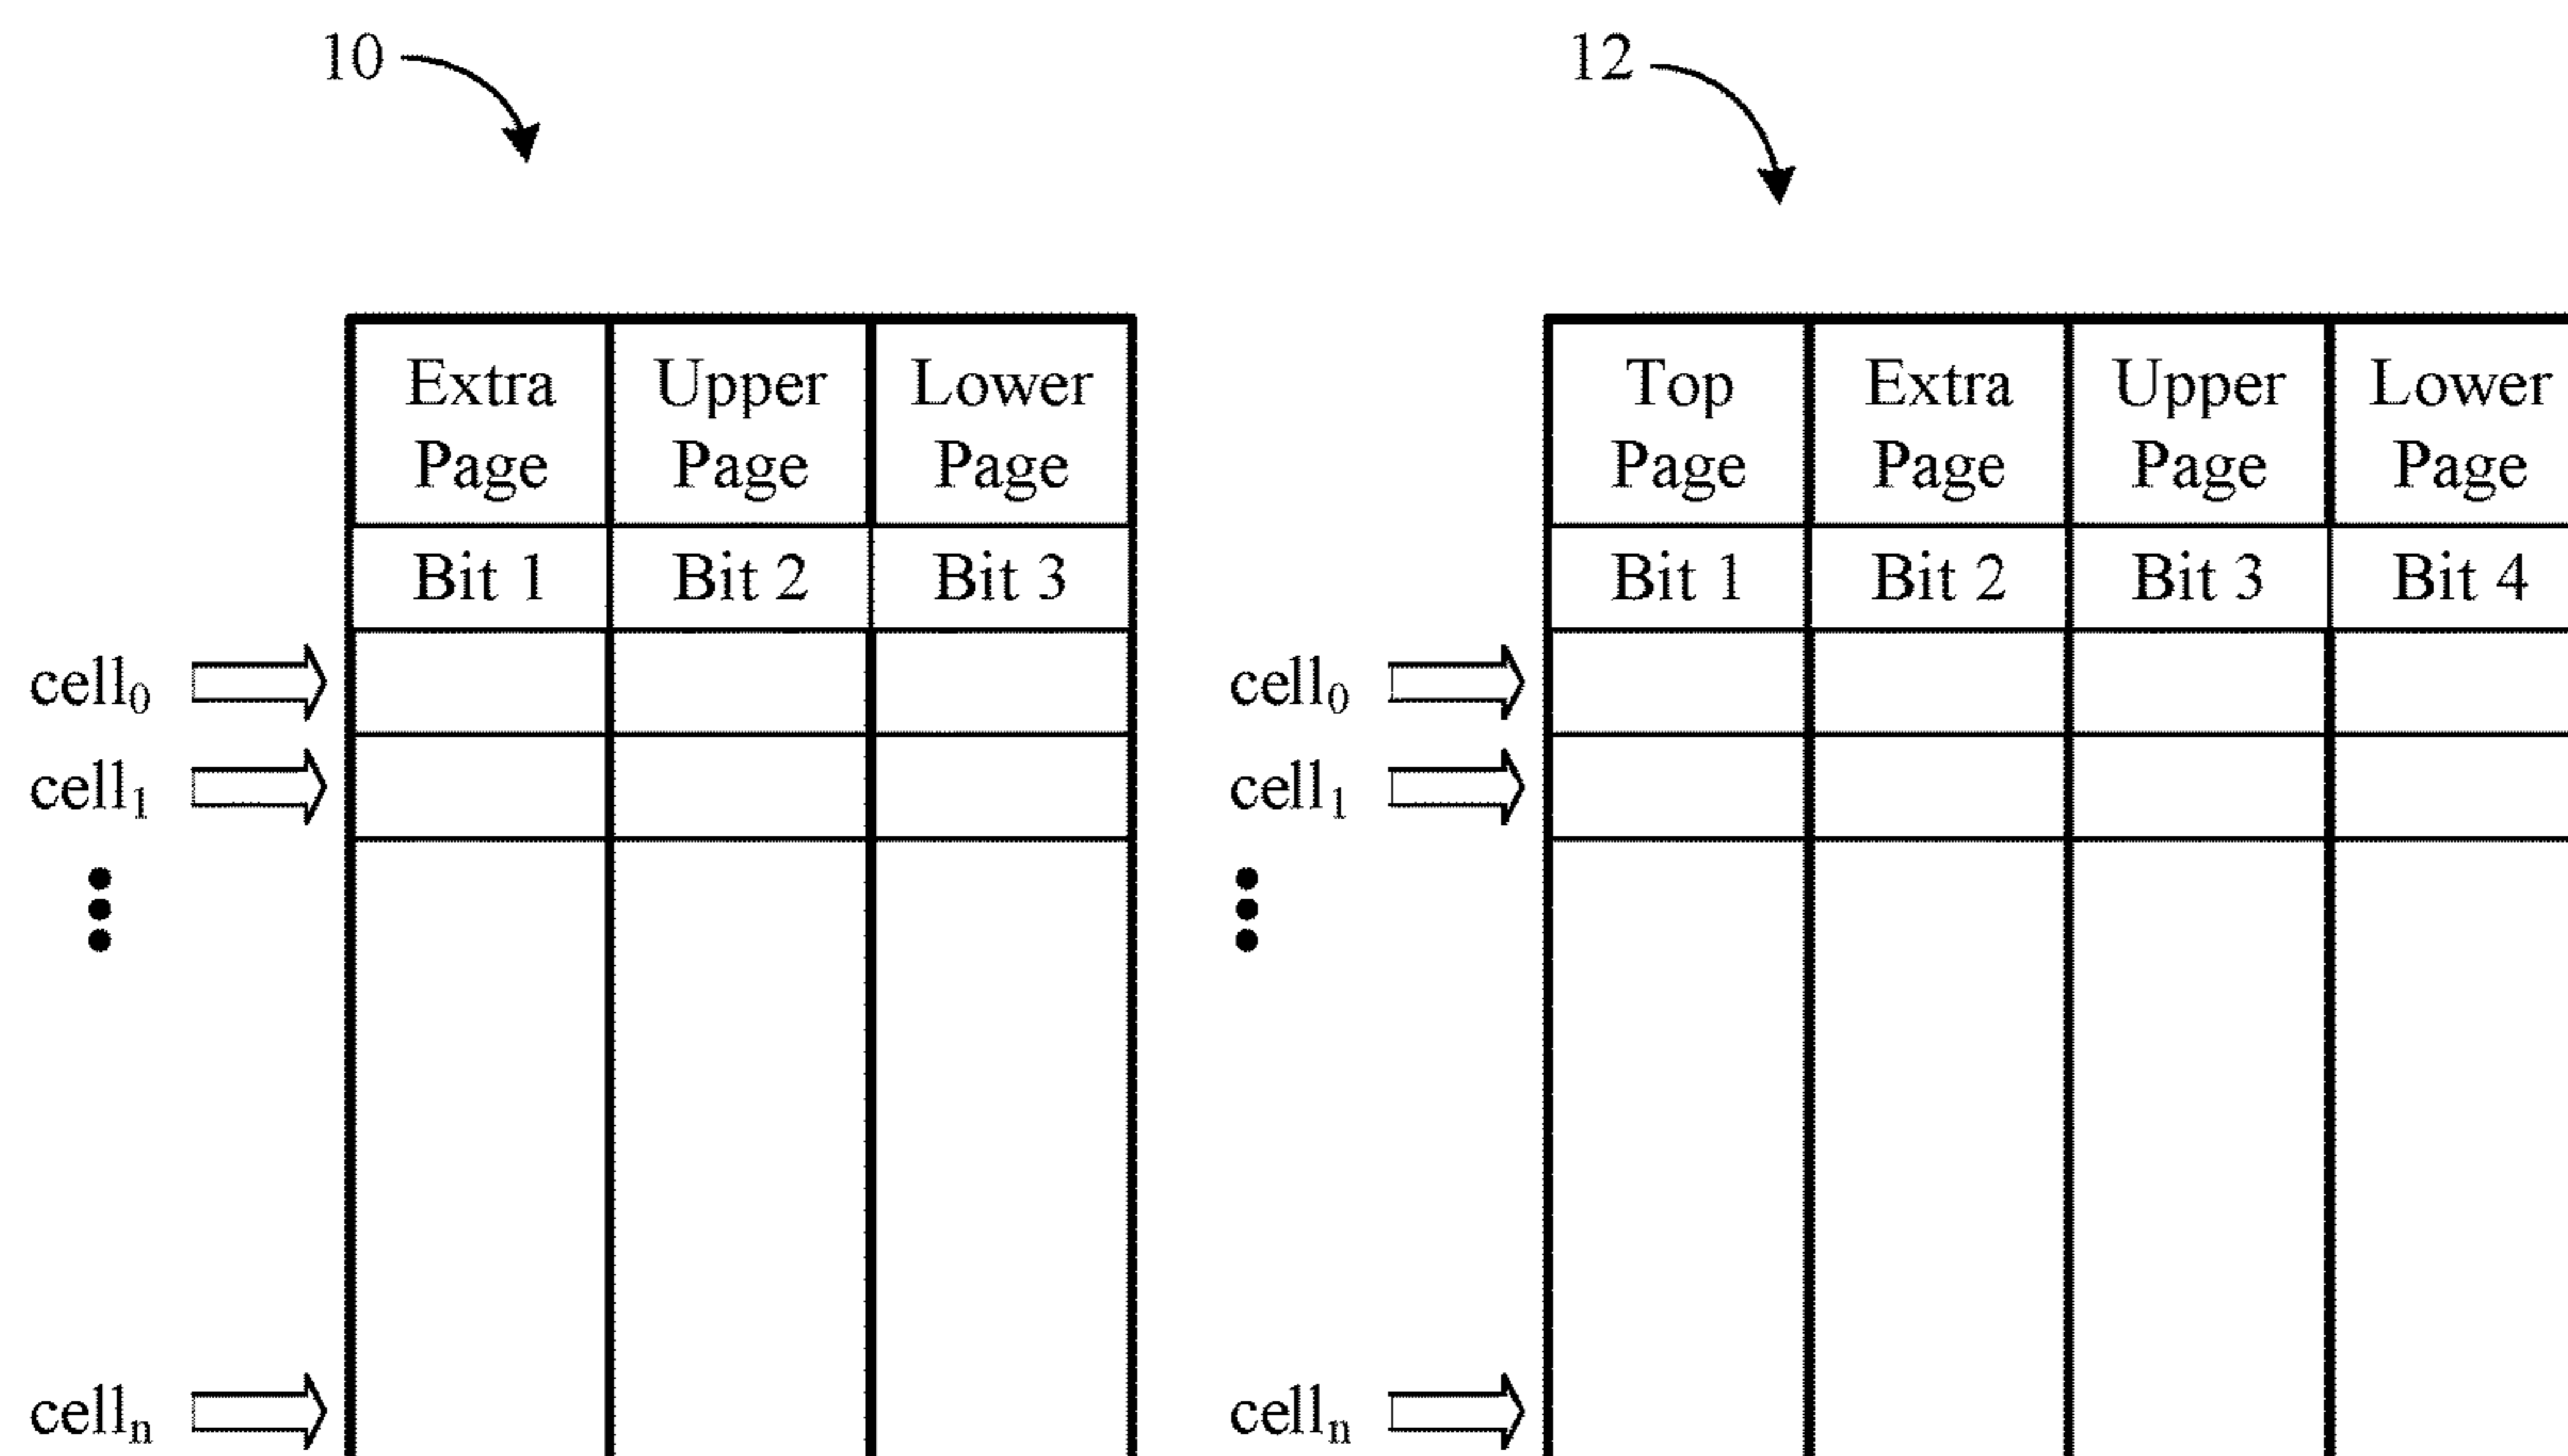 10
12
Extra Page Upper Page Lower Page
Bit 1 Bit 2 Bit 3
cell0
cell1
celln
Top Page Extra Page Upper Page Lower Page
Bit 1 Bit 2 Bit 3 Bit 4
cell0
cell1
celln